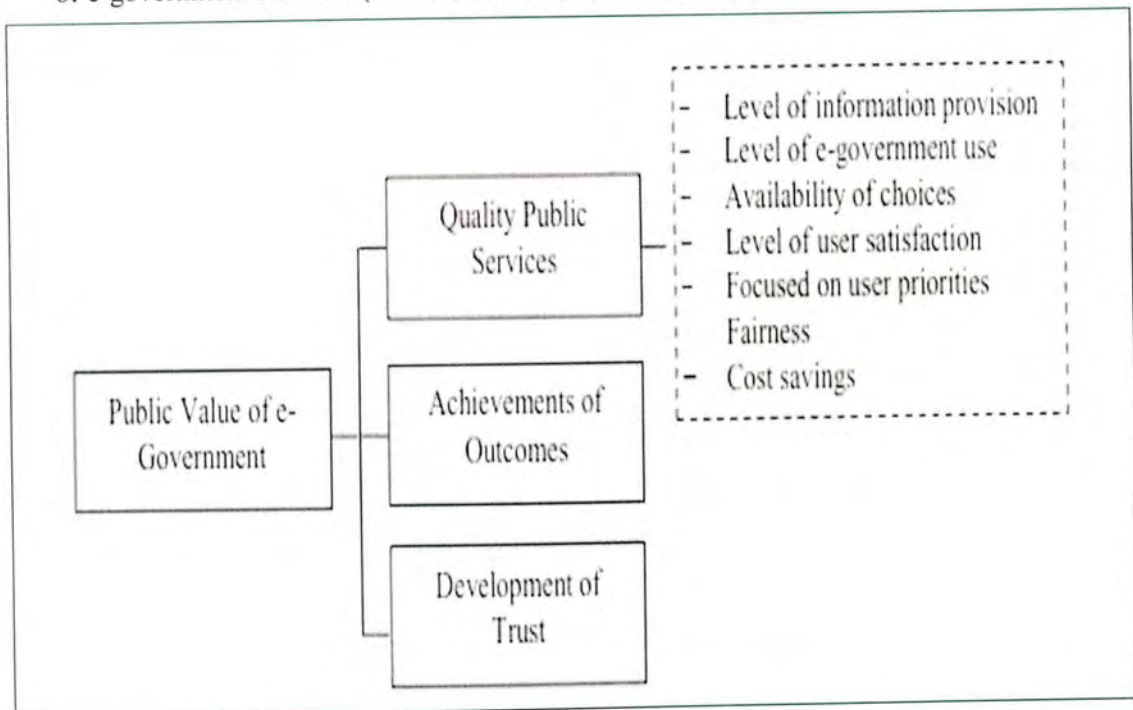 Public Value of e-
Government
Quality Public
Services
Achievements of
Outcomes
Development of
Trust
- Level of information provision
- Level of e-government use
- Availability of choices
- Level of user satisfaction
- Focused on user priorities
Fairness
- Cost savings